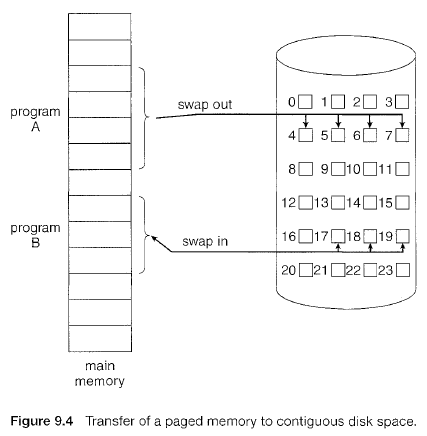 0 1 2 3
swap out
program
A
4 5 6 7
8 9 10 11
12 13 14 15
program
B
16 17 18 19
swap in
20 21 22 23
main
memory
Figure 9.4 Transfer of a paged memory to contiguous disk space.